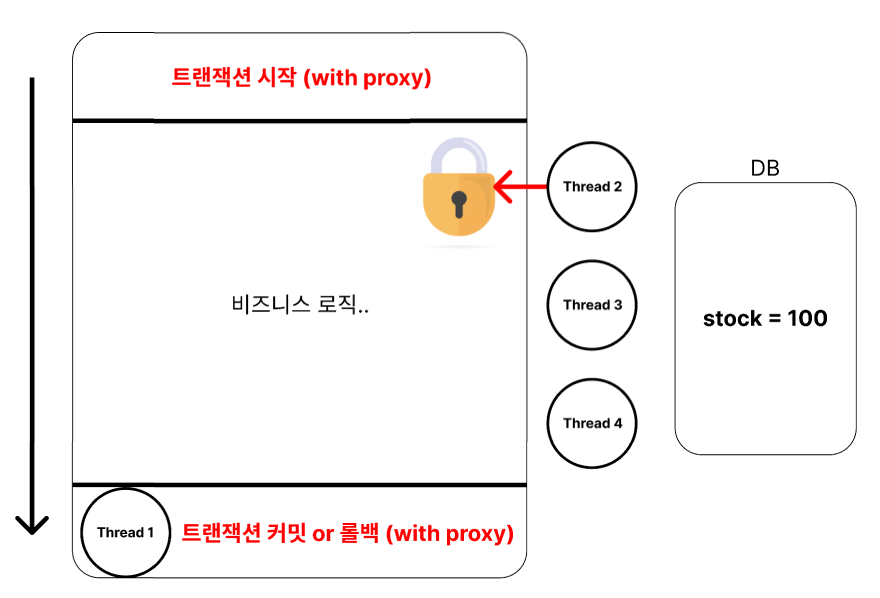 트랜잭션 시작 (with proxy)
DB
Thread 2
비즈니스 로직..
Thread 3
stock = 100
Thread 4
Thread 1
트랜잭션 커밋 or 롤백 (with proxy)